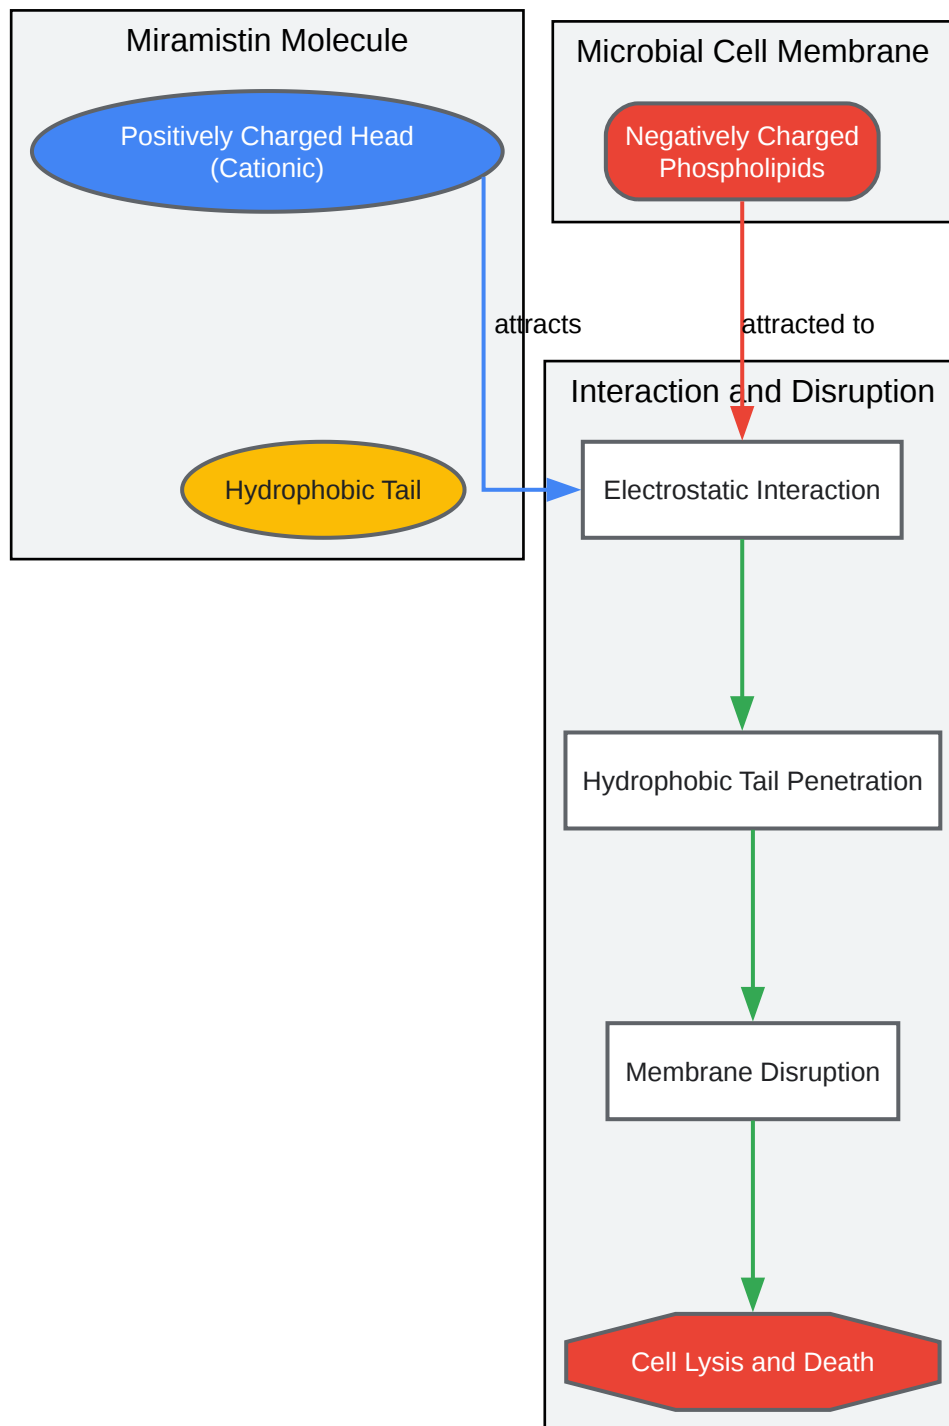 Miramistin Molecule
Positively Charged Head
(Cationic)
Hydrophobic Tail
Microbial Cell Membrane
Negatively Charged
Phospholipids
attracts
attracted to
Interaction and Disruption
Electrostatic Interaction
Hydrophobic Tail Penetration
Membrane Disruption
Cell Lysis and Death